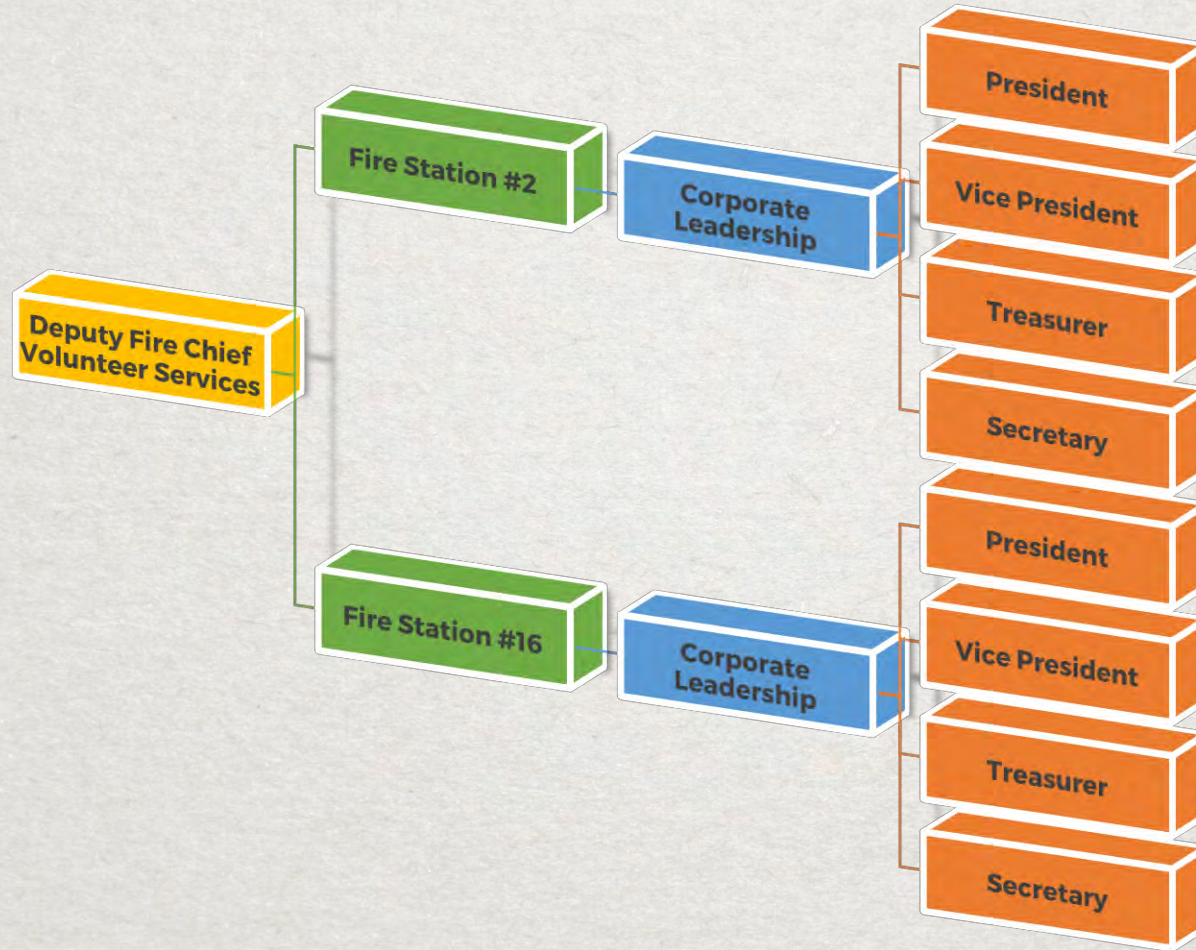 Deputy Fire Chief
Volunteer Services
Fire Station #2
Corporate
Leadership
President
Vice President
Treasurer
Secretary
Fire Station #16
Corporate
Leadership
President
Vice President
Treasurer
Secretary